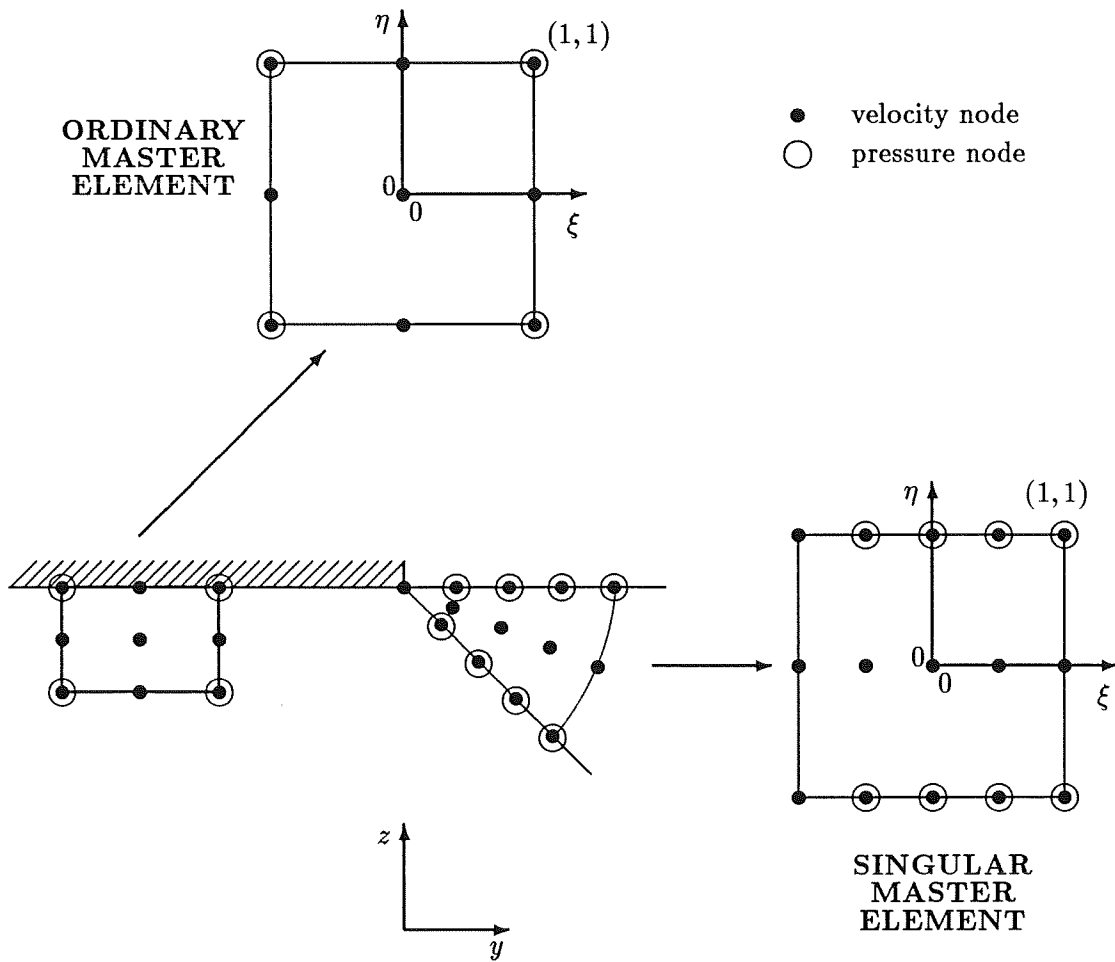 η
(1, 1)
ORDINARY
MASTER
ELEMENT
velocity node
pressure node
0
0
ξ
η
(1, 1)
0
0
ξ
z
y
SINGULAR
MASTER
ELEMENT